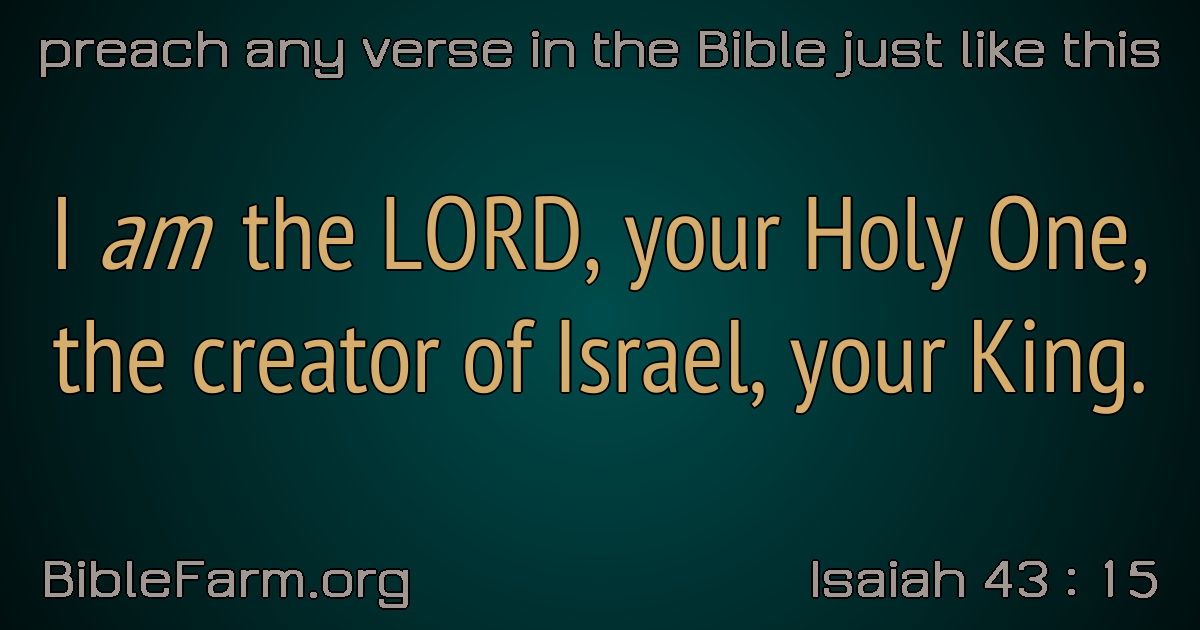 preach any verse in the Bible just like this
I am the LORD, your Holy One,
the creator of Israel, your King.
BibleFarm.org
Isaiah 43 : 15